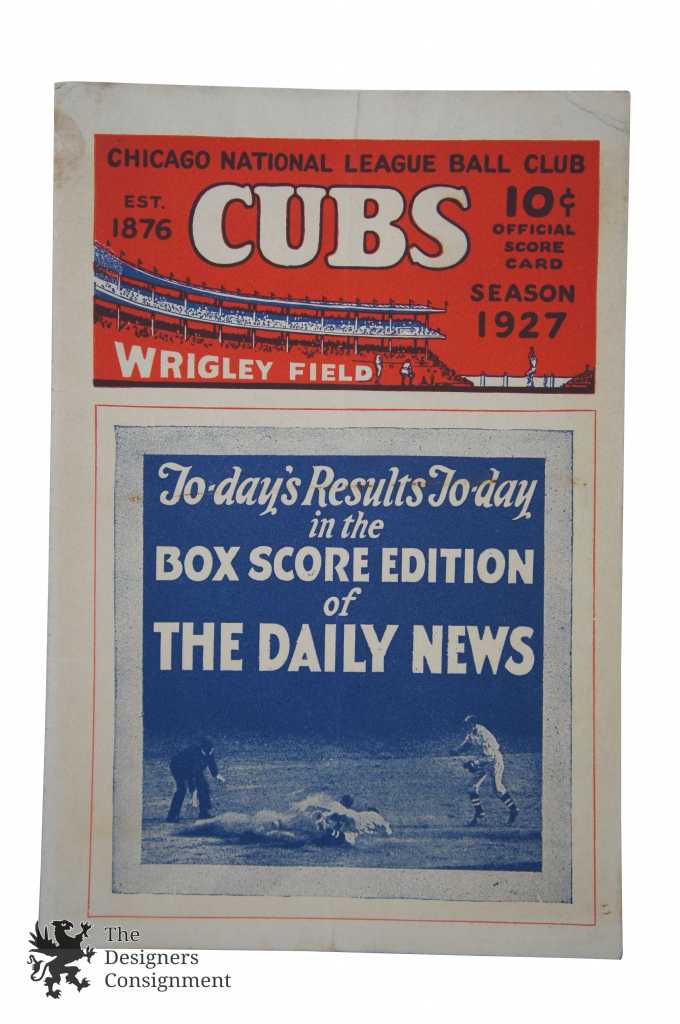 CHICAGO NATIONAL LEAGUE BALL CLUB
EST.
1876
CUBS
10¢
OFFICIAL
SCORE
CARD
SEASON
1927
WRIGLEY FIELD
To-day's Results To-day
in the
BOX SCORE EDITION
of
THE DAILY NEWS
The
Designers
Consignment